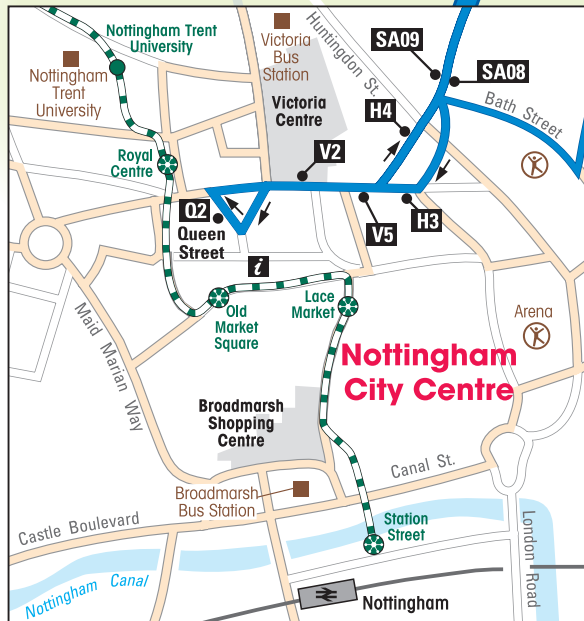 Nottingham Trent
University
Victoria
Bus
Station
Huntingdon St.
SA09
SA08
Nottingham
Trent
University
Victoria
Centre
H4
Bath Street
Royal
Centre
V2
Q2
Queen
Street
V5
H3
i
Old
Market
Square
Lace
Market
Arena
Maid Marian Way
Nottingham
City Centre
Broadmarsh
Shopping
Centre
Canal St.
Broadmarsh
Bus Station
Castle Boulevard
Station
Street
London Road
Nottingham Canal
Nottingham